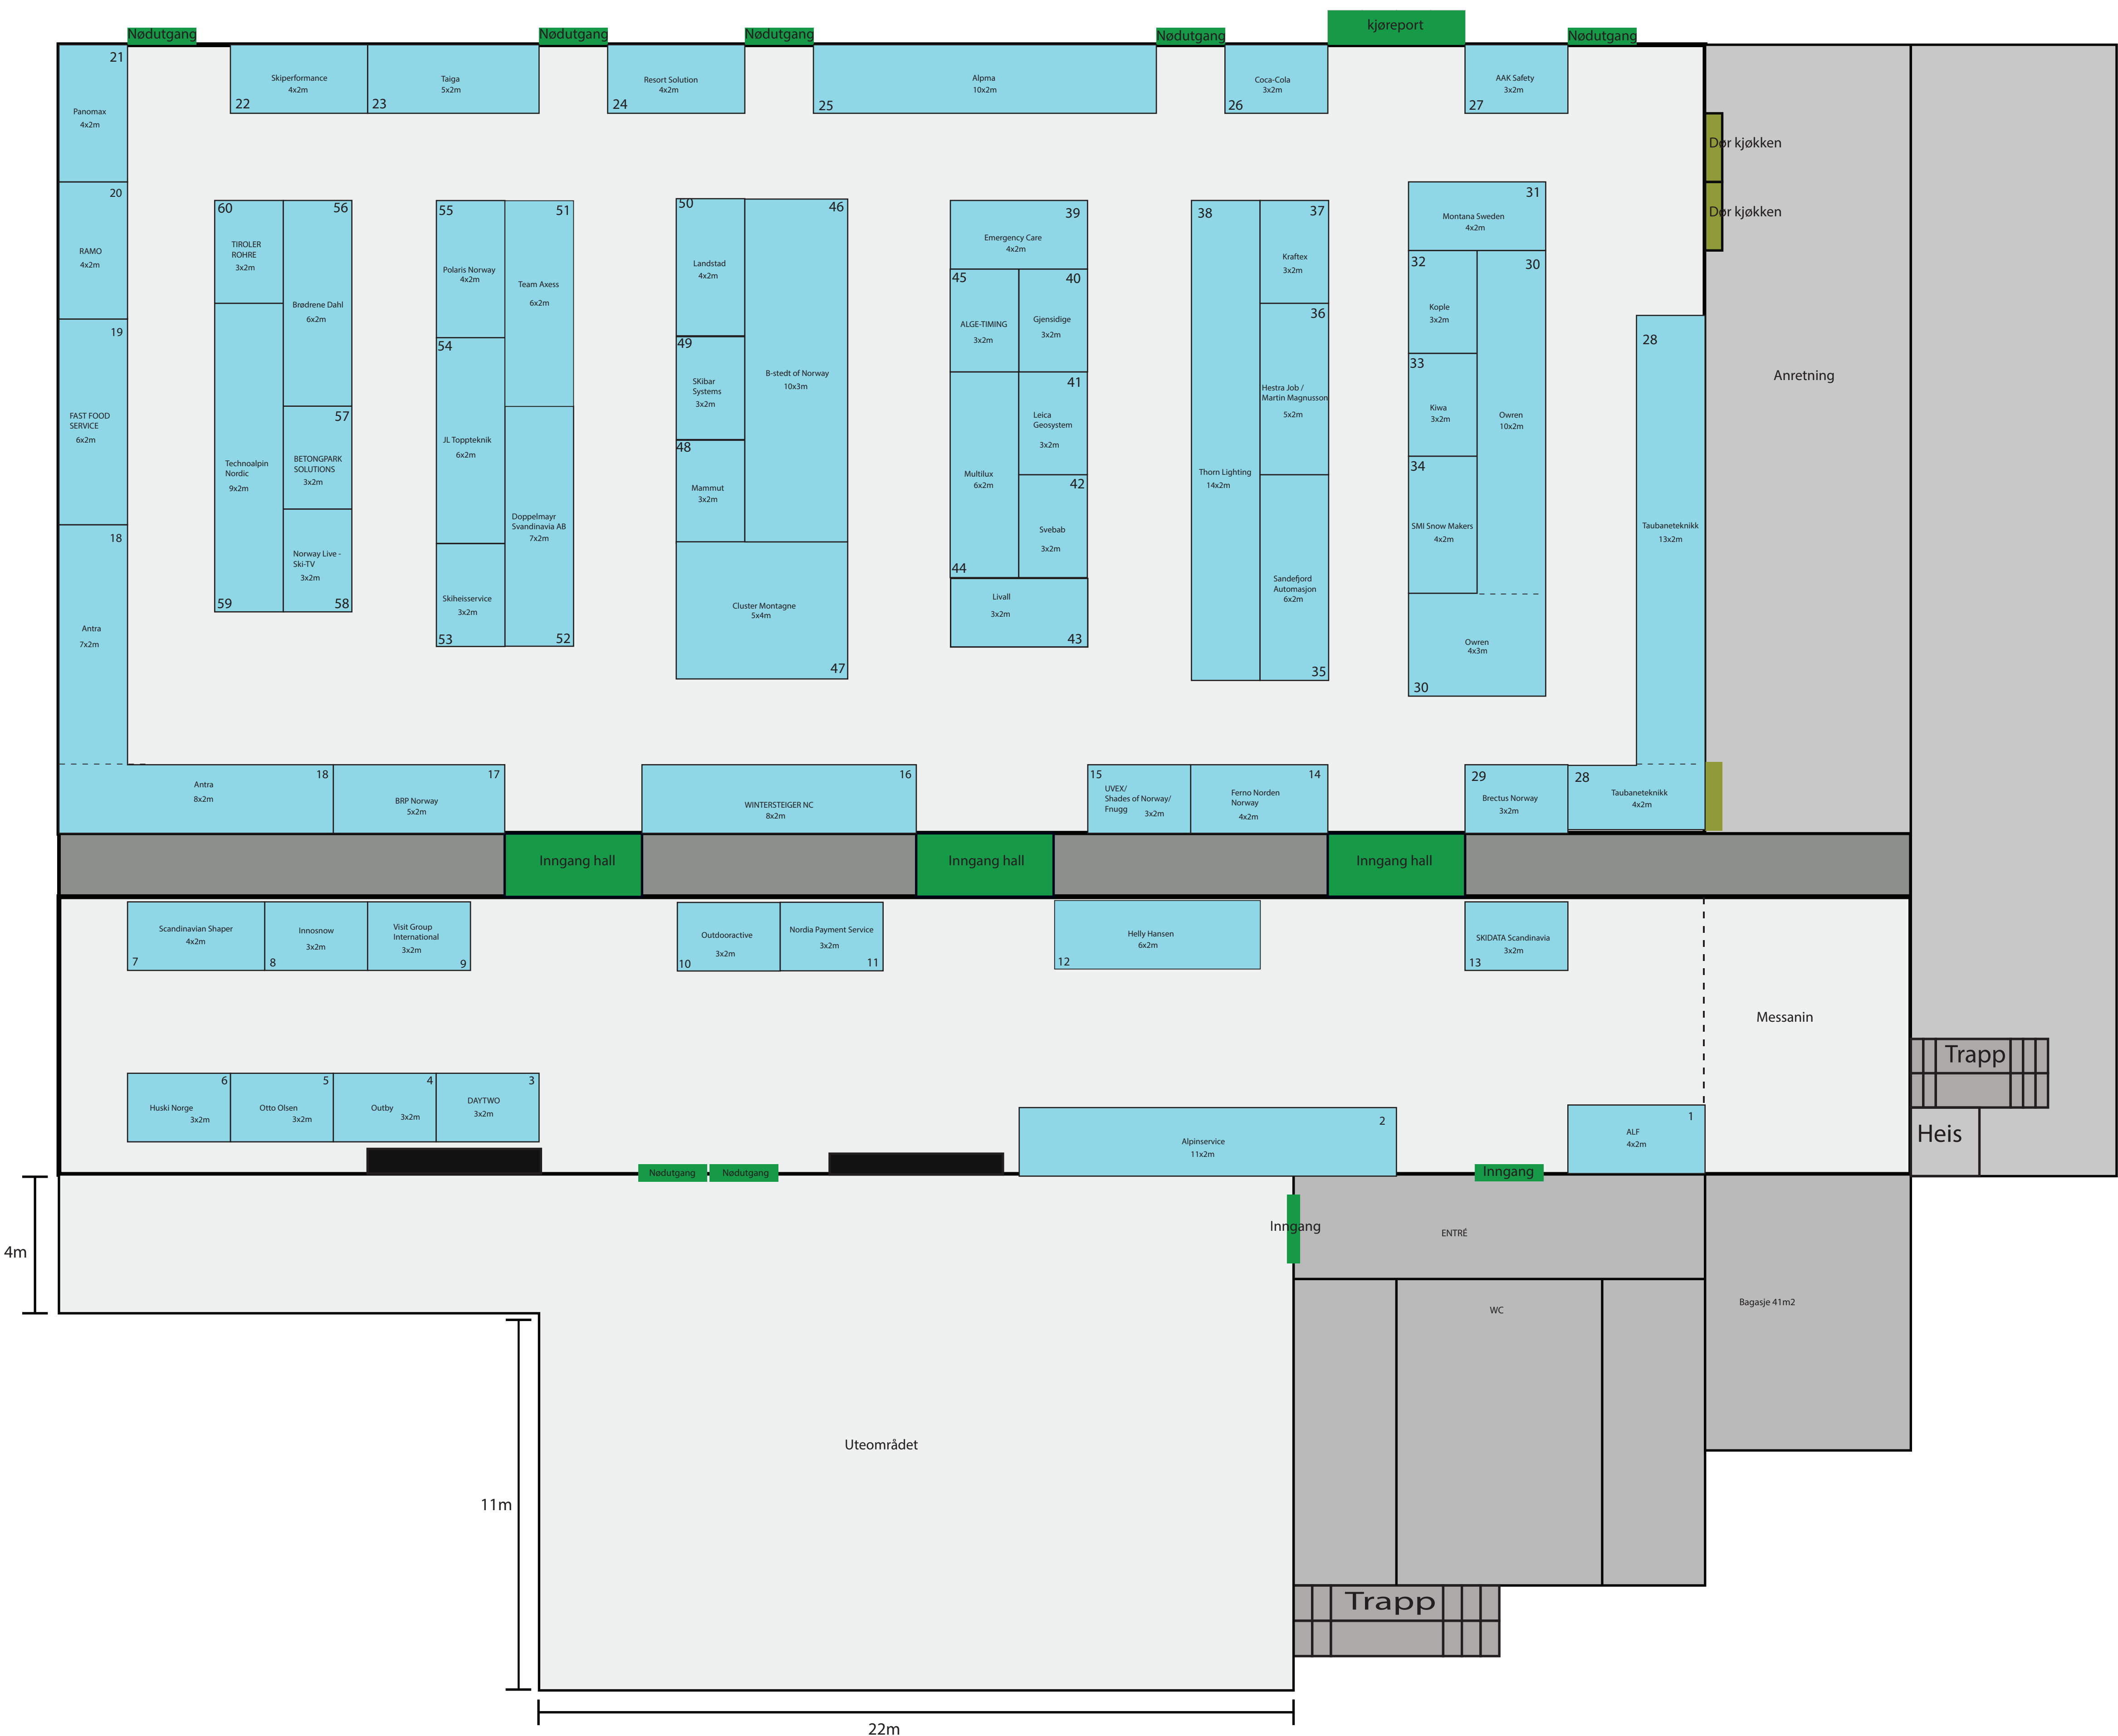 Nødutgang
Nødutgang
Nødutgang
Nødutgang
kjøreport
Nødutgang
21
Panomax
4x2m
Skiperformance
4x2m
22
Taiga
5x2m
23
Resort Solution
4x2m
24
Alpma
10x2m
25
Coca-Cola
3x2m
26
AAK Safety
3x2m
27
Dør kjøkken
Dør kjøkken
20
RAMO
4x2m
19
FAST FOOD
SERVICE
6x2m
18
Antra
7x2m
60
TIROLER
ROHRE
3x2m
56
Brødrene Dahl
6x2m
Technoalpin
Nordic
9x2m
59
57
BETONGPARK
SOLUTIONS
3x2m
Norway Live -
Ski-TV
3x2m
58
55
Polaris Norway
4x2m
51
Team Axess
6x2m
54
JL Toppteknik
6x2m
Doppelmayr
Svandinavia AB
7x2m
52
Skiheisservice
3x2m
53
50
Landstad
4x2m
46
B-stedt of Norway
10x3m
49
SKibar
Systems
3x2m
48
Mammut
3x2m
Cluster Montagne
5x4m
47
39
Emergency Care
4x2m
45
ALGE-TIMING
3x2m
40
Gjensidige
3x2m
41
Leica
Geosystem
3x2m
Multilux
6x2m
44
42
Svebab
3x2m
Livall
3x2m
43
38
Thorn Lighting
14x2m
37
Kraftex
3x2m
36
Hestra Job /
Martin Magnusson
5x2m
Sandefjord
Automasjon
6x2m
35
31
Montana Sweden
4x2m
32
Kople
3x2m
30
Owren
10x2m
33
Kiwa
3x2m
34
SMI Snow Makers
4x2m
Owren
4x3m
30
28
Taubaneteknikk
13x2m
Anretning
Antra
8x2m
18
BRP Norway
5x2m
17
WINTERSTEIGER NC
8x2m
16
15
UVEX/
Shades of Norway/
Fnugg
3x2m
14
Ferno Norden
Norway
4x2m
29
Brectus Norway
3x2m
28
Taubaneteknikk
4x2m
Inngang hall
Inngang hall
Inngang hall
Scandinavian Shaper
4x2m
7
Innosnow
3x2m
8
Visit Group
International
3x2m
9
Outdooractive
3x2m
10
Nordia Payment Service
3x2m
11
Helly Hansen
6x2m
12
SKIDATA Scandinavia
3x2m
13
Messanin
Trapp
Heis
6
Huski Norge
3x2m
5
Otto Olsen
3x2m
4
Outby
3x2m
3
DAYTWO
3x2m
2
Alpinservice
11x2m
1
ALF
4x2m
Nødutgang
Nødutgang
Inngang
Inngang
ENTRÉ
4m
WC
Bagasje 41m2
Uteområdet
11m
Trapp
22m